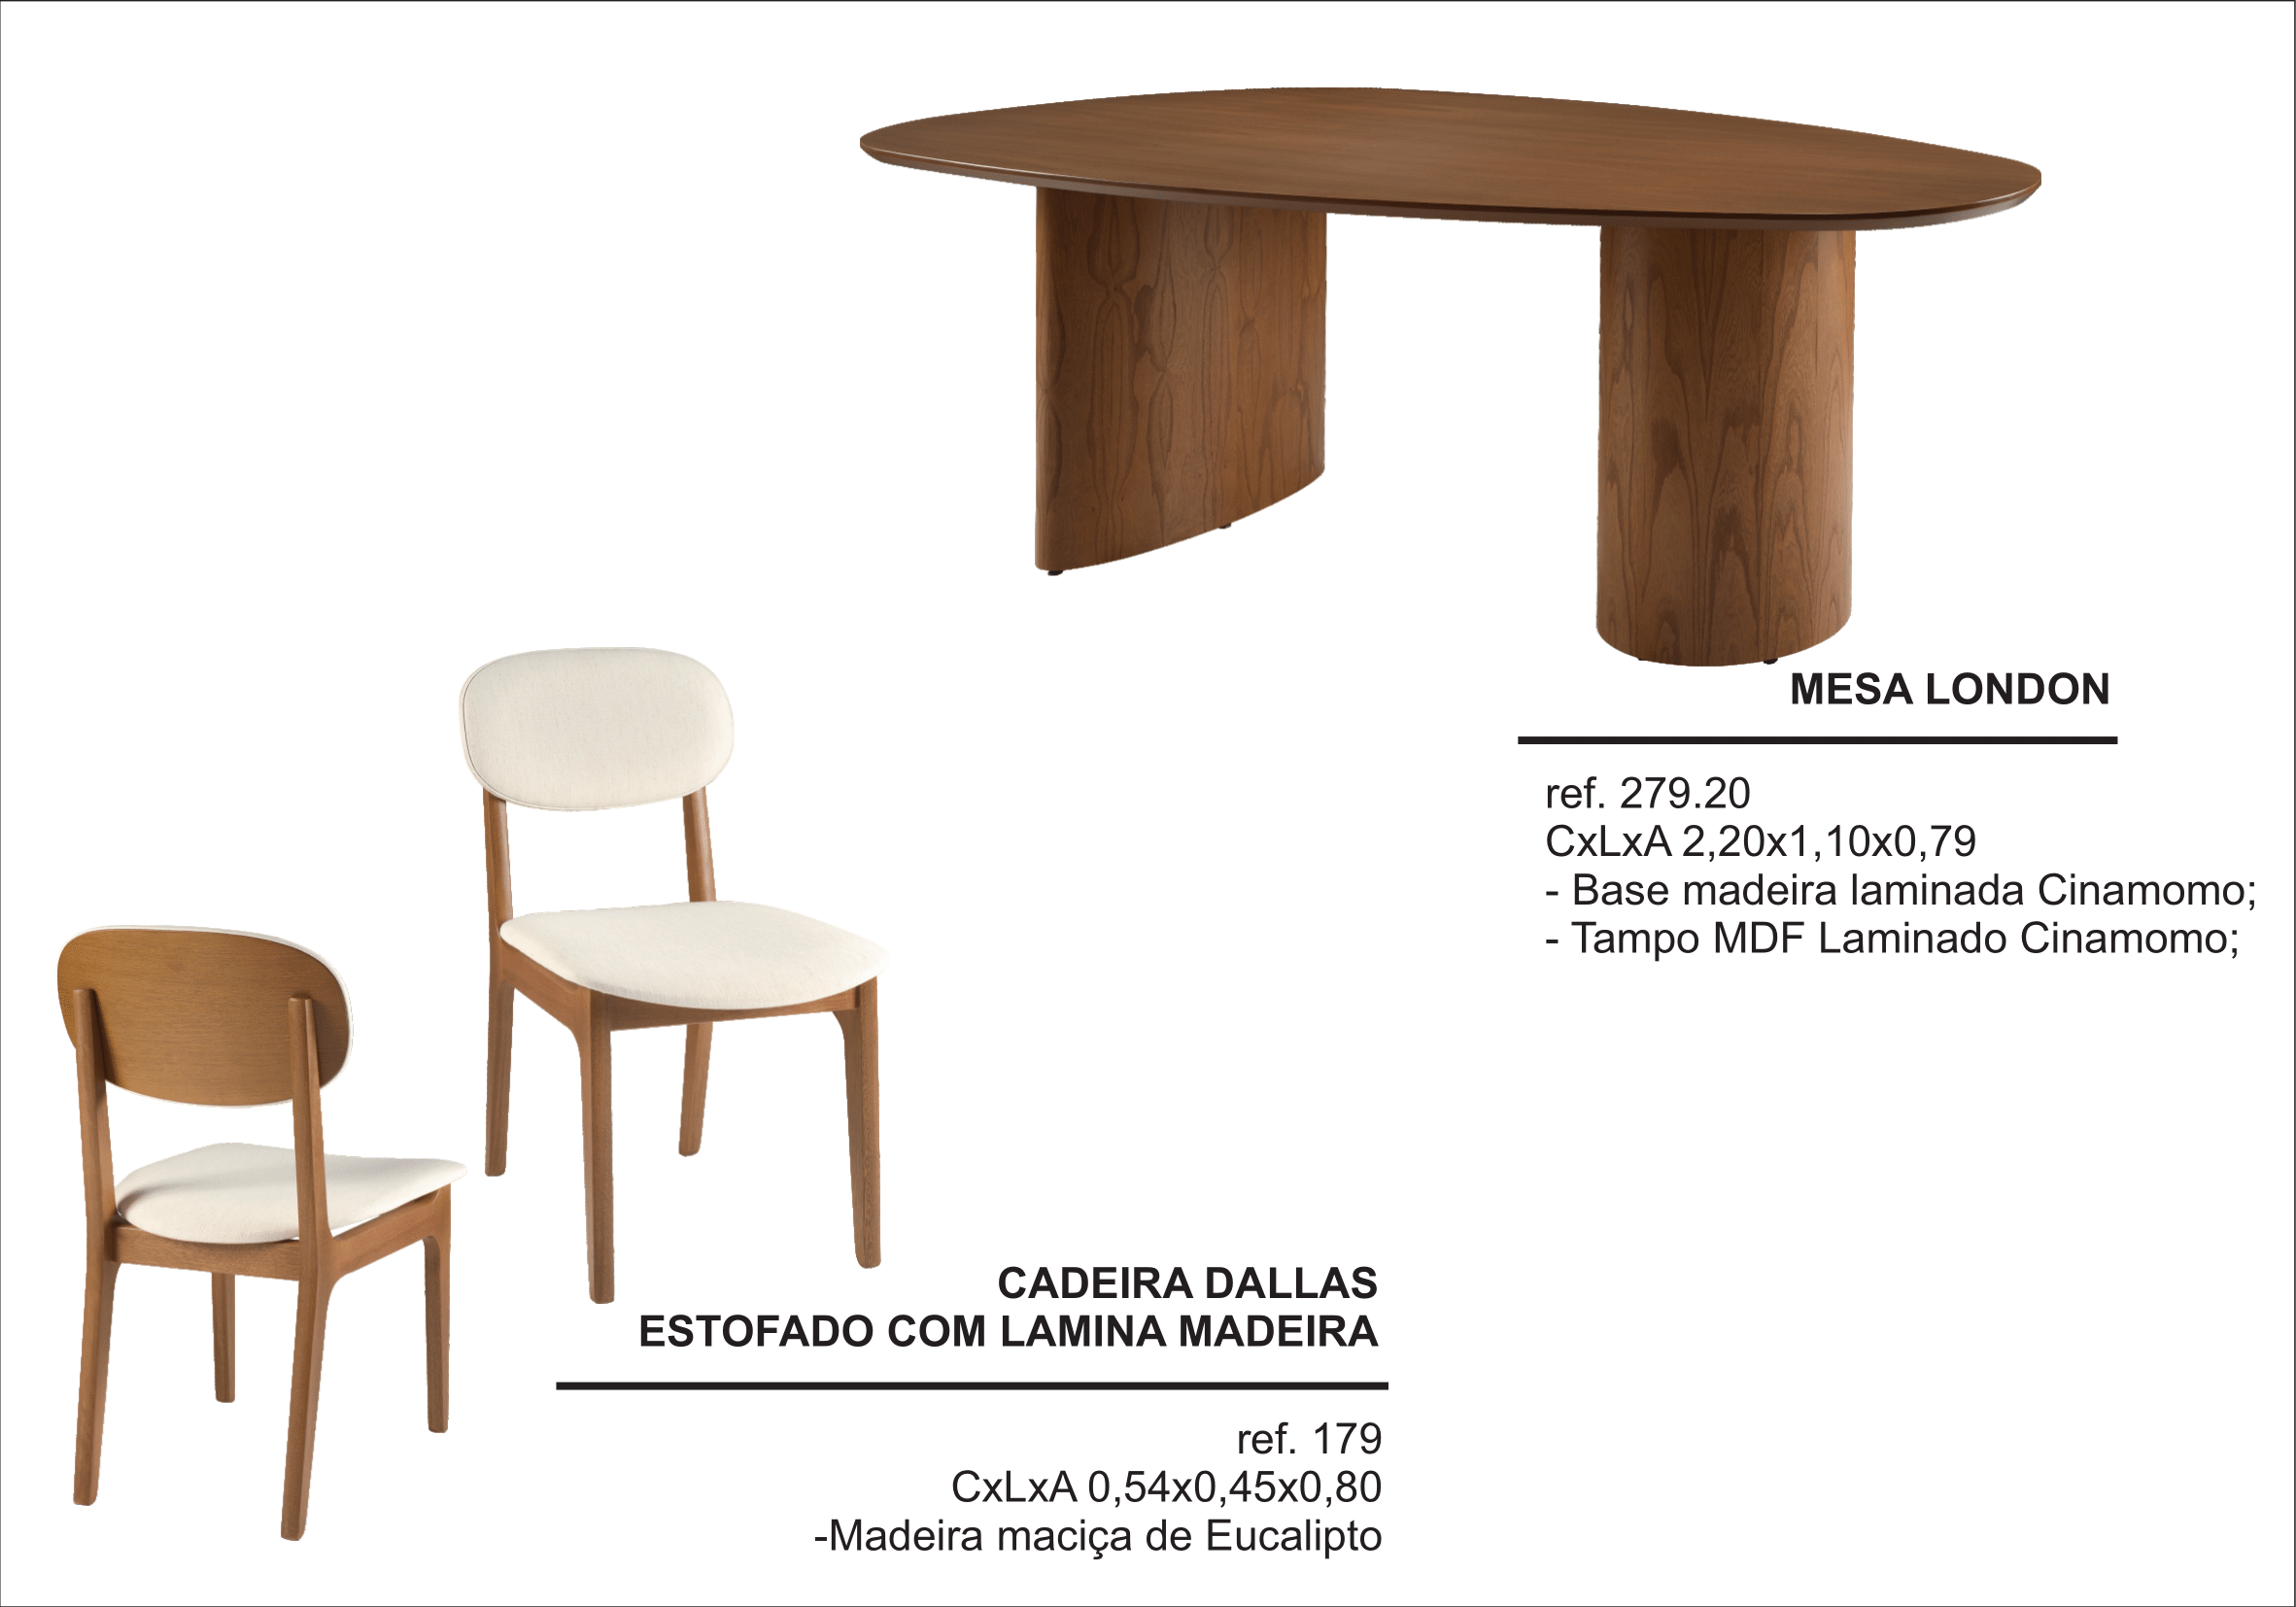 MESA LONDON
ref. 279.20
CxLxA 2,20x1,10x0,79
- Base madeira laminada Cinamomo;
- Tampo MDF Laminado Cinamomo;
CADEIRA DALLAS
ESTOFADO COM LAMINA MADEIRA
ref. 179
CxLxA 0,54x0,45x0,80
-Madeira maciça de Eucalipto